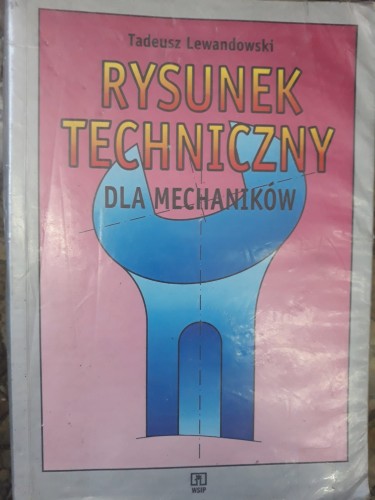 Tadeusz Lewandowski
RYSUNEK
TECHNICZNY
DLA MECHANIKÓW
WSiP